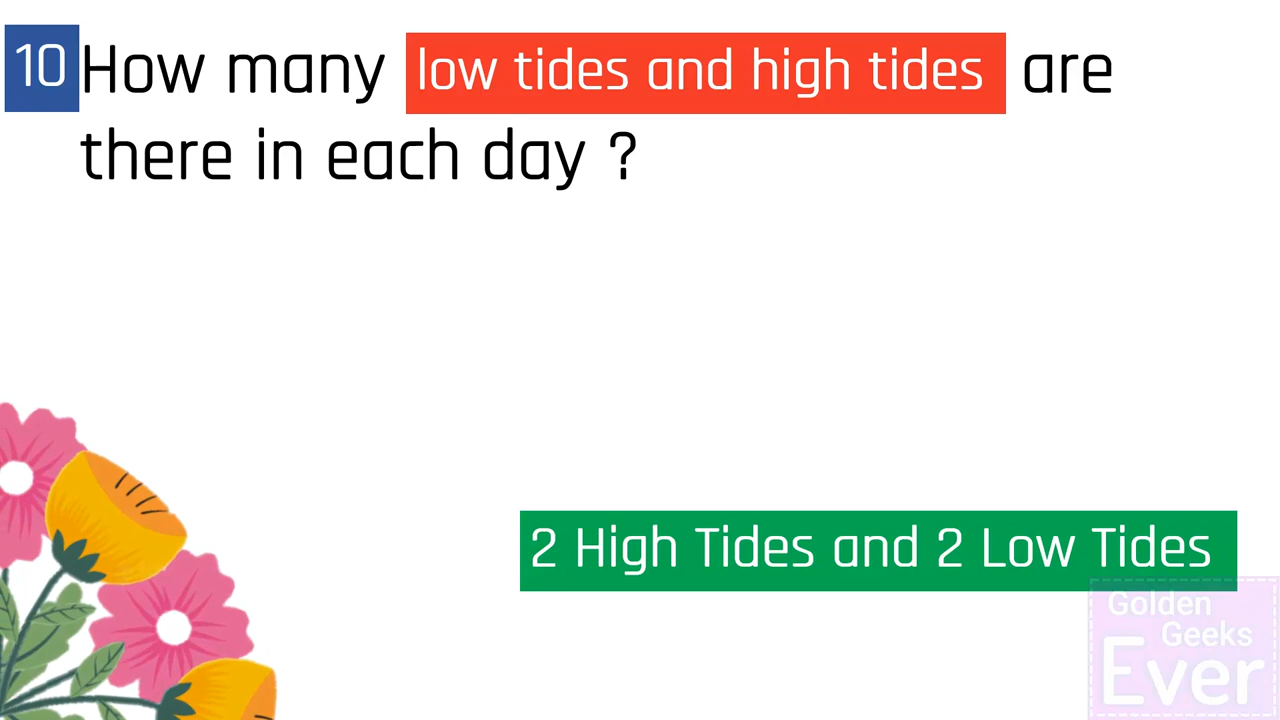 10 How many low tides and high tides are
there in each day ?
2 High Tides and 2 Low Tides
Golden
Geeks
Ever